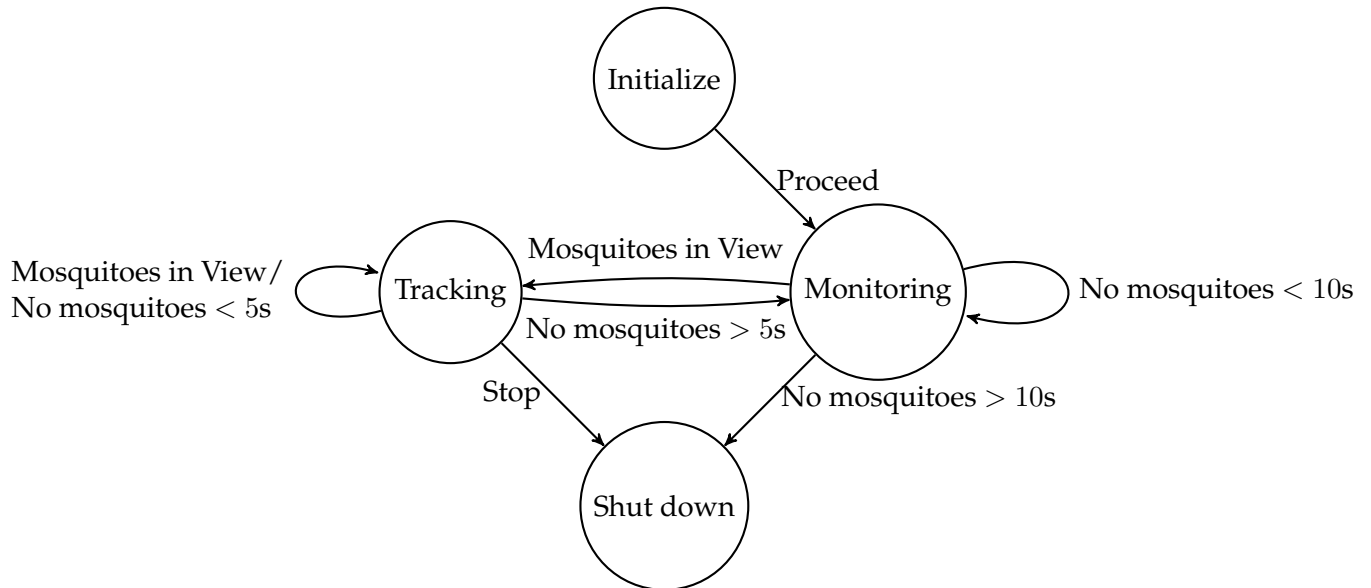 Initialize
Proceed
Mosquitoes in View/
No mosquitoes < 5s
Tracking
Mosquitoes in View
No mosquitoes > 5s
Monitoring
No mosquitoes < 10s
Stop
No mosquitoes > 10s
Shut down